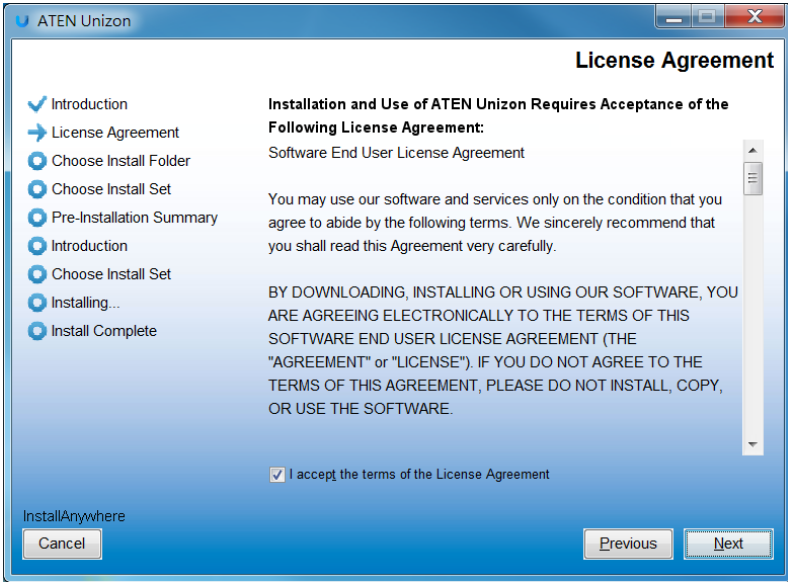 ATEN Unizon
License Agreement
Introduction
License Agreement
Choose Install Folder
Choose Install Set
Pre-Installation Summary
Introduction
Choose Install Set
Installing...
Install Complete
Installation and Use of ATEN Unizon Requires Acceptance of the
Following License Agreement:
Software End User License Agreement
You may use our software and services only on the condition that you
agree to abide by the following terms. We sincerely recommend that
you shall read this Agreement very carefully.
BY DOWNLOADING, INSTALLING OR USING OUR SOFTWARE, YOU
ARE AGREEING ELECTRONICALLY TO THE TERMS OF THIS
SOFTWARE END USER LICENSE AGREEMENT (THE
"AGREEMENT" or "LICENSE"). IF YOU DO NOT AGREE TO THE
TERMS OF THIS AGREEMENT, PLEASE DO NOT INSTALL, COPY,
OR USE THE SOFTWARE.
I accept the terms of the License Agreement
InstallAnywhere
Cancel
Previous
Next